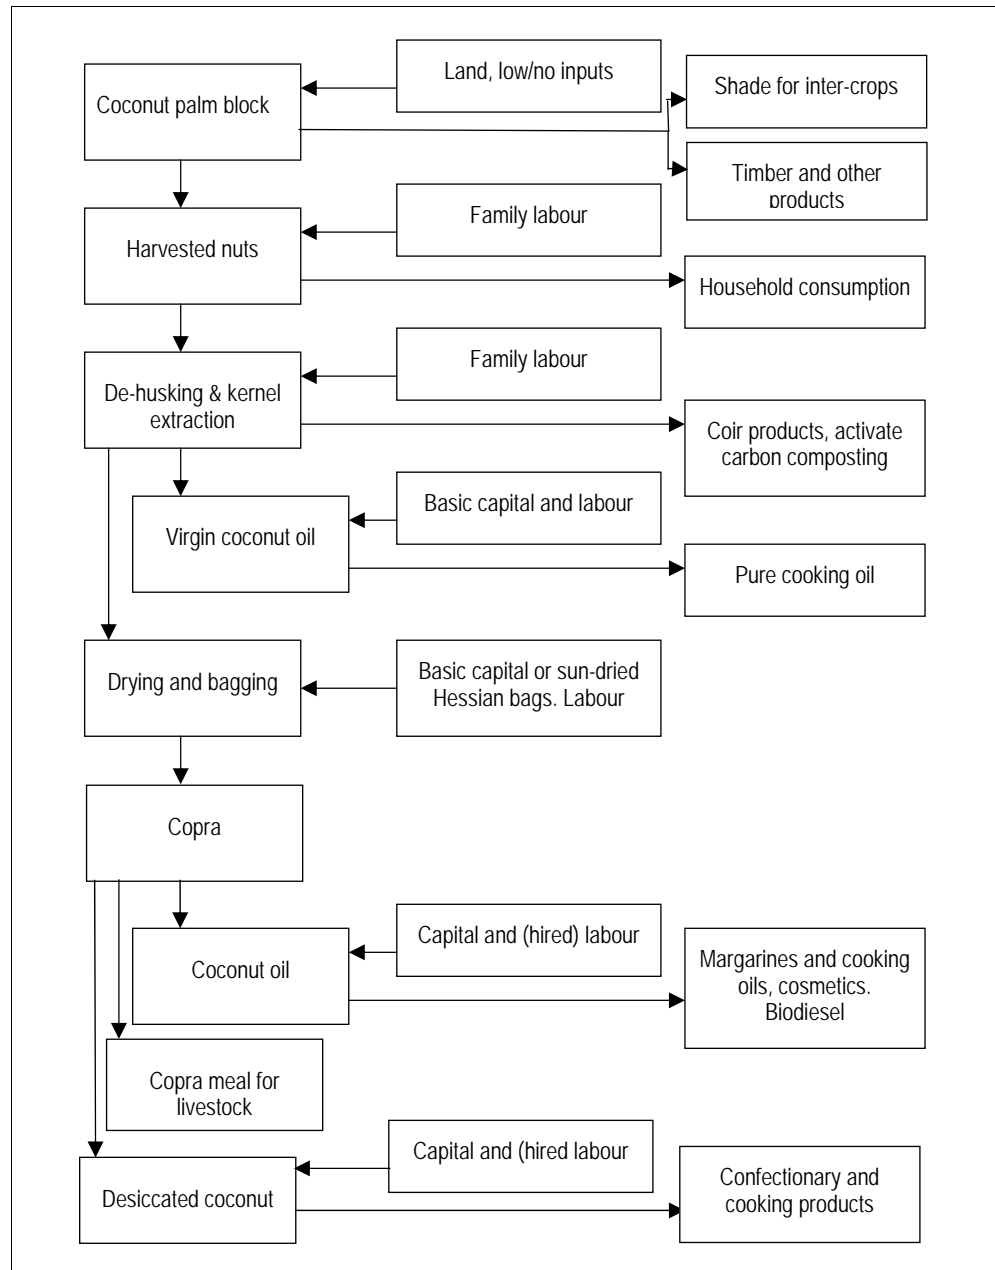 Land, low/no inputs
Shade for inter-crops
Coconut palm block
Timber and other
products
Family labour
Harvested nuts
Household consumption
Family labour
De-husking & kernel
extraction
Coir products, activate
carbon composting
Basic capital and labour
Virgin coconut oil
Pure cooking oil
Drying and bagging
Basic capital or sun-dried
Hessian bags. Labour
Copra
Capital and (hired) labour
Coconut oil
Margarines and cooking
oils, cosmetics.
Biodiesel
Copra meal for
livestock
Capital and (hired labour
Desiccated coconut
Confectionary and
cooking products